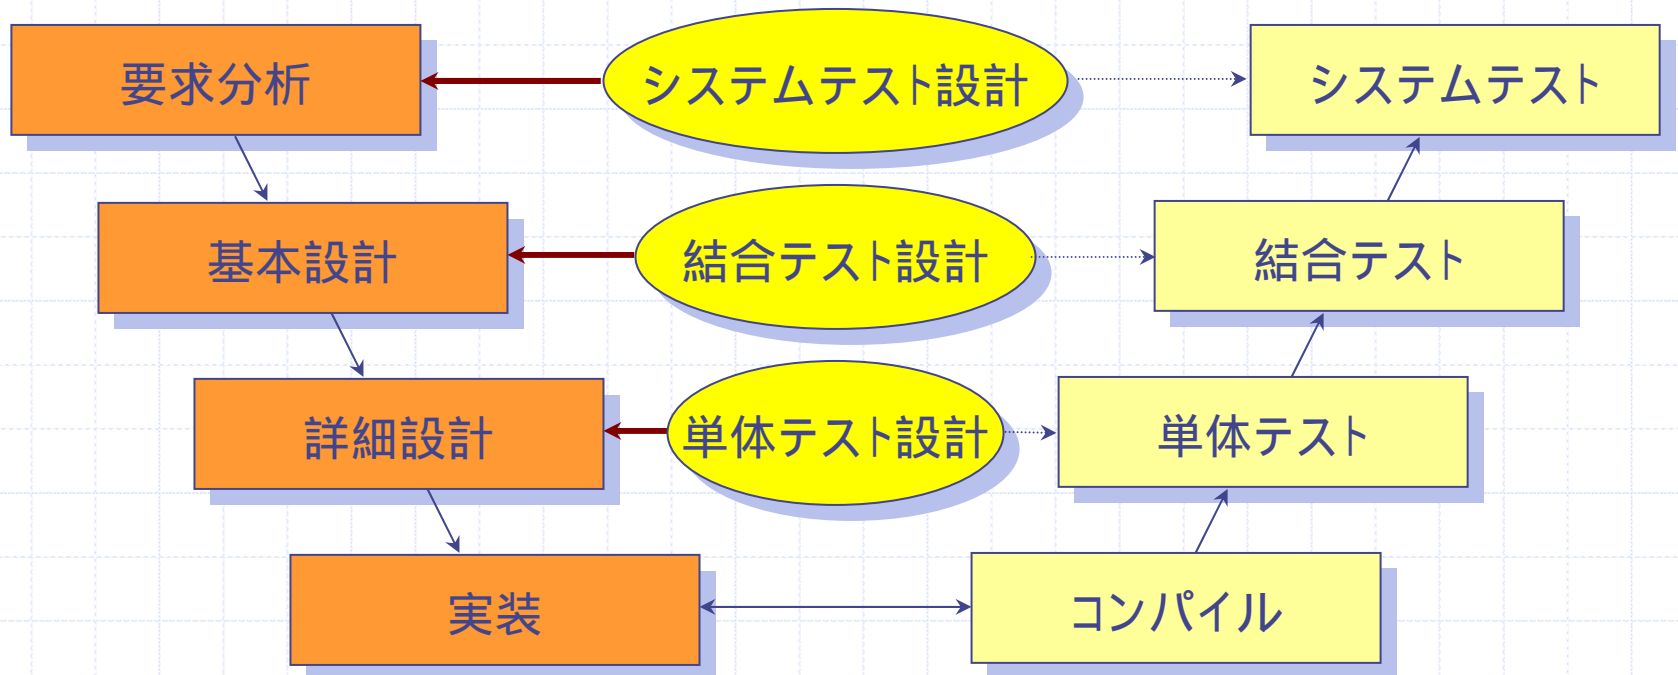 要求分析
システムテスト設計
システムテスト
基本設計
結合テスト設計
結合テスト
詳細設計
単体テスト設計
単体テスト
実装
コンパイル